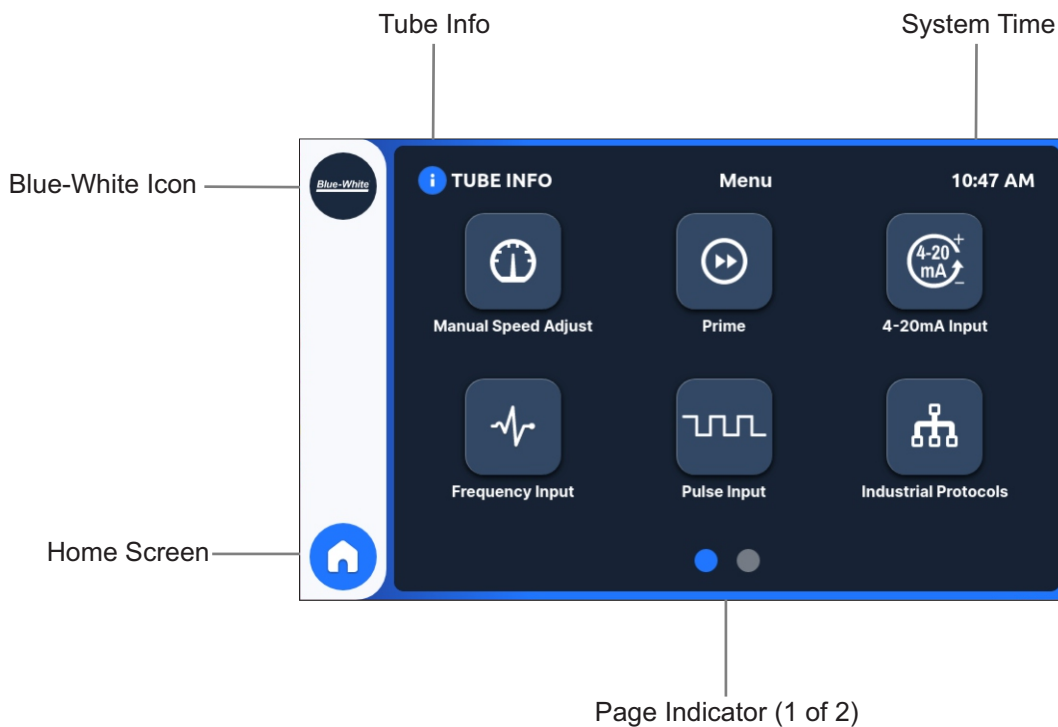 Tube Info
System Time
Blue-White Icon
Blue-White
i TUBE INFO
Menu
10:47 AM
4-20
mA
+
-
Manual Speed Adjust
Prime
4-20mA Input
Frequency Input
Pulse Input
Industrial Protocols
Home Screen
Page Indicator (1 of 2)